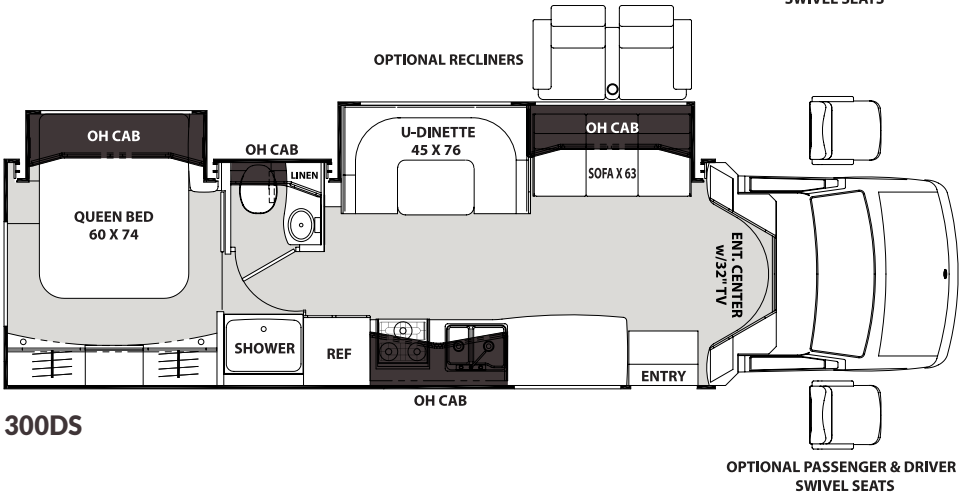 SWIVEL SEATS
OPTIONAL RECLINERS
OH CAB
OH CAB
U-DINETTE
45 X 76
OH CAB
LINEN
SOFA X 63
QUEEN BED
60 X 74
ENT. CENTER
w/32" TV
SHOWER
REF
ENTRY
OH CAB
300DS
OPTIONAL PASSENGER & DRIVER
SWIVEL SEATS